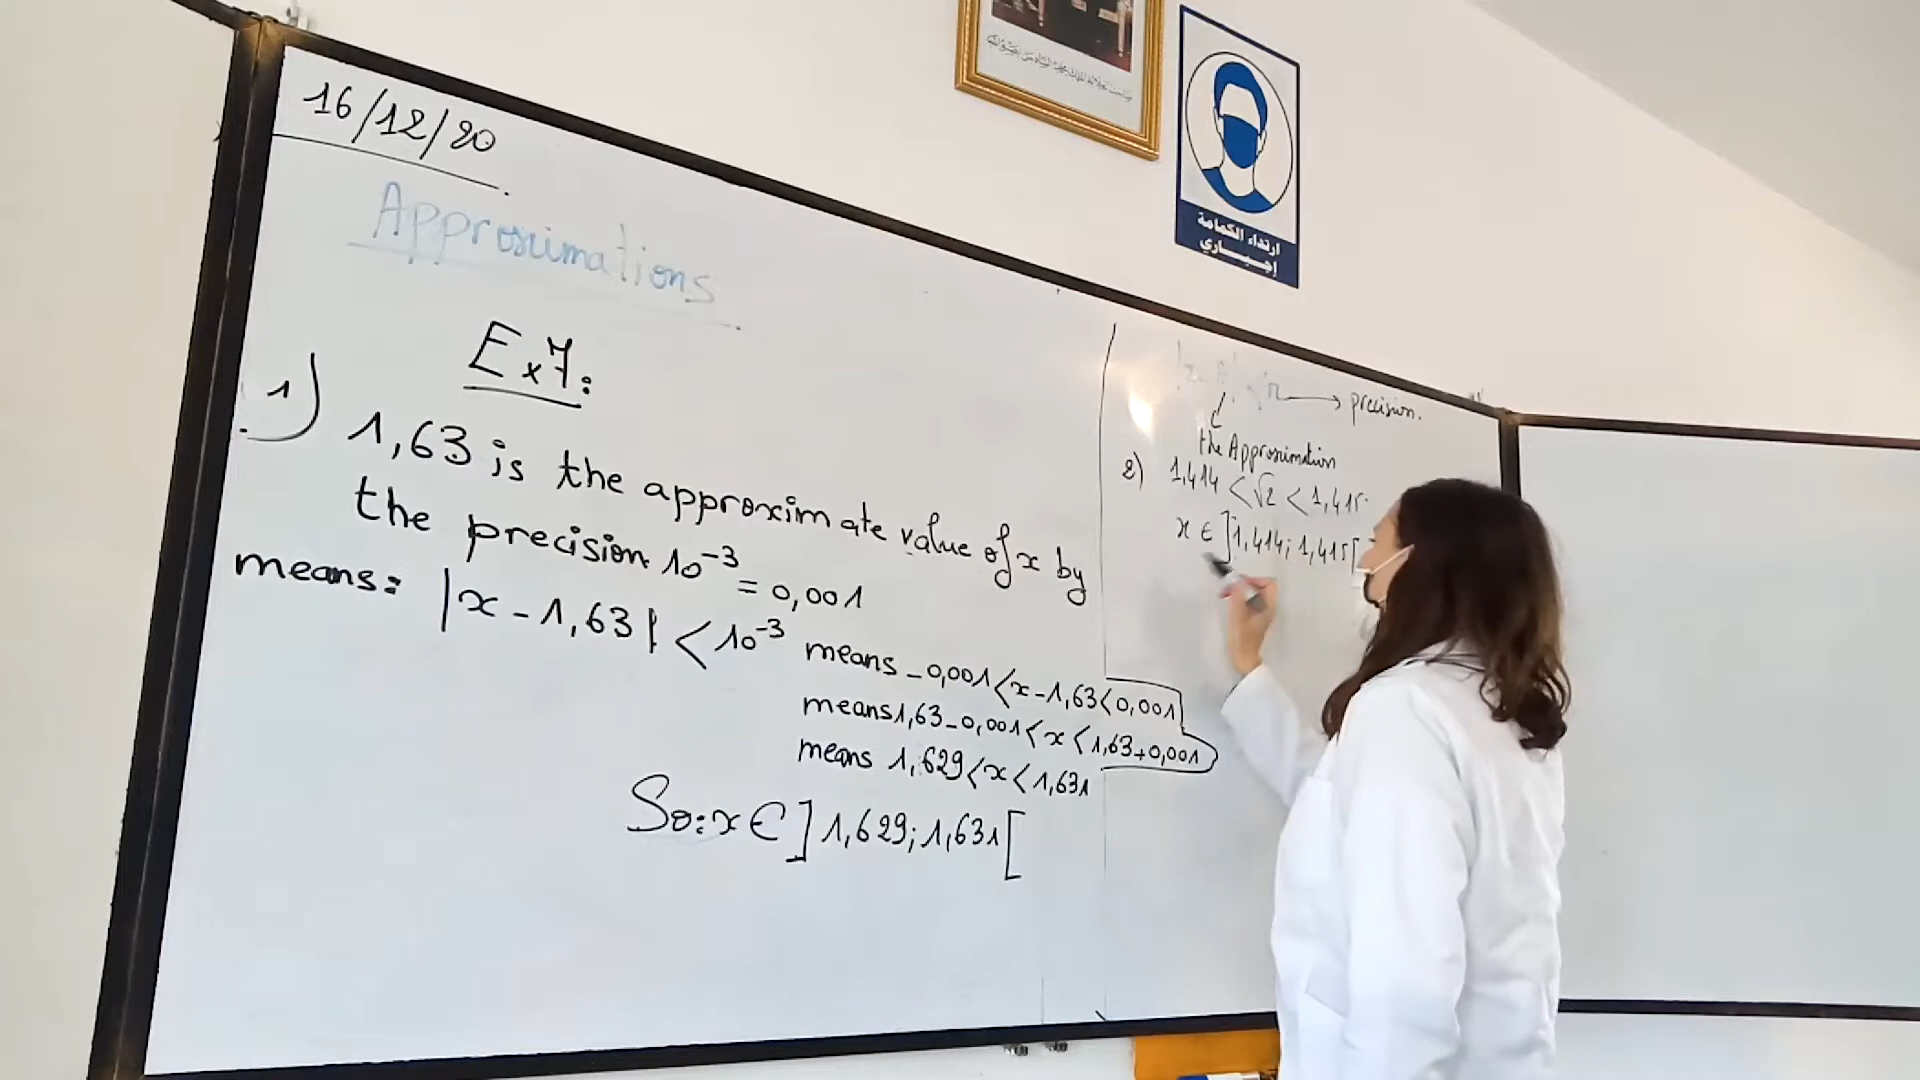 16/12/20
Approximations
Ex7:
1) 1,63 is the approximate value of x by
the precision 10⁻³ = 0,001
means: |x - 1,63| < 10⁻³ means -0,001 < x - 1,63 < 0,001
means 1,63 - 0,001 < x < 1,63 + 0,001
means 1,629 < x < 1,631
So: x ∈ ]1,629; 1,631[
precision.
the Approximation
2) 1,414 < √2 < 1,415
x ∈ ]1,414; 1,415[
ارتداء الكمامة
إجبـاري